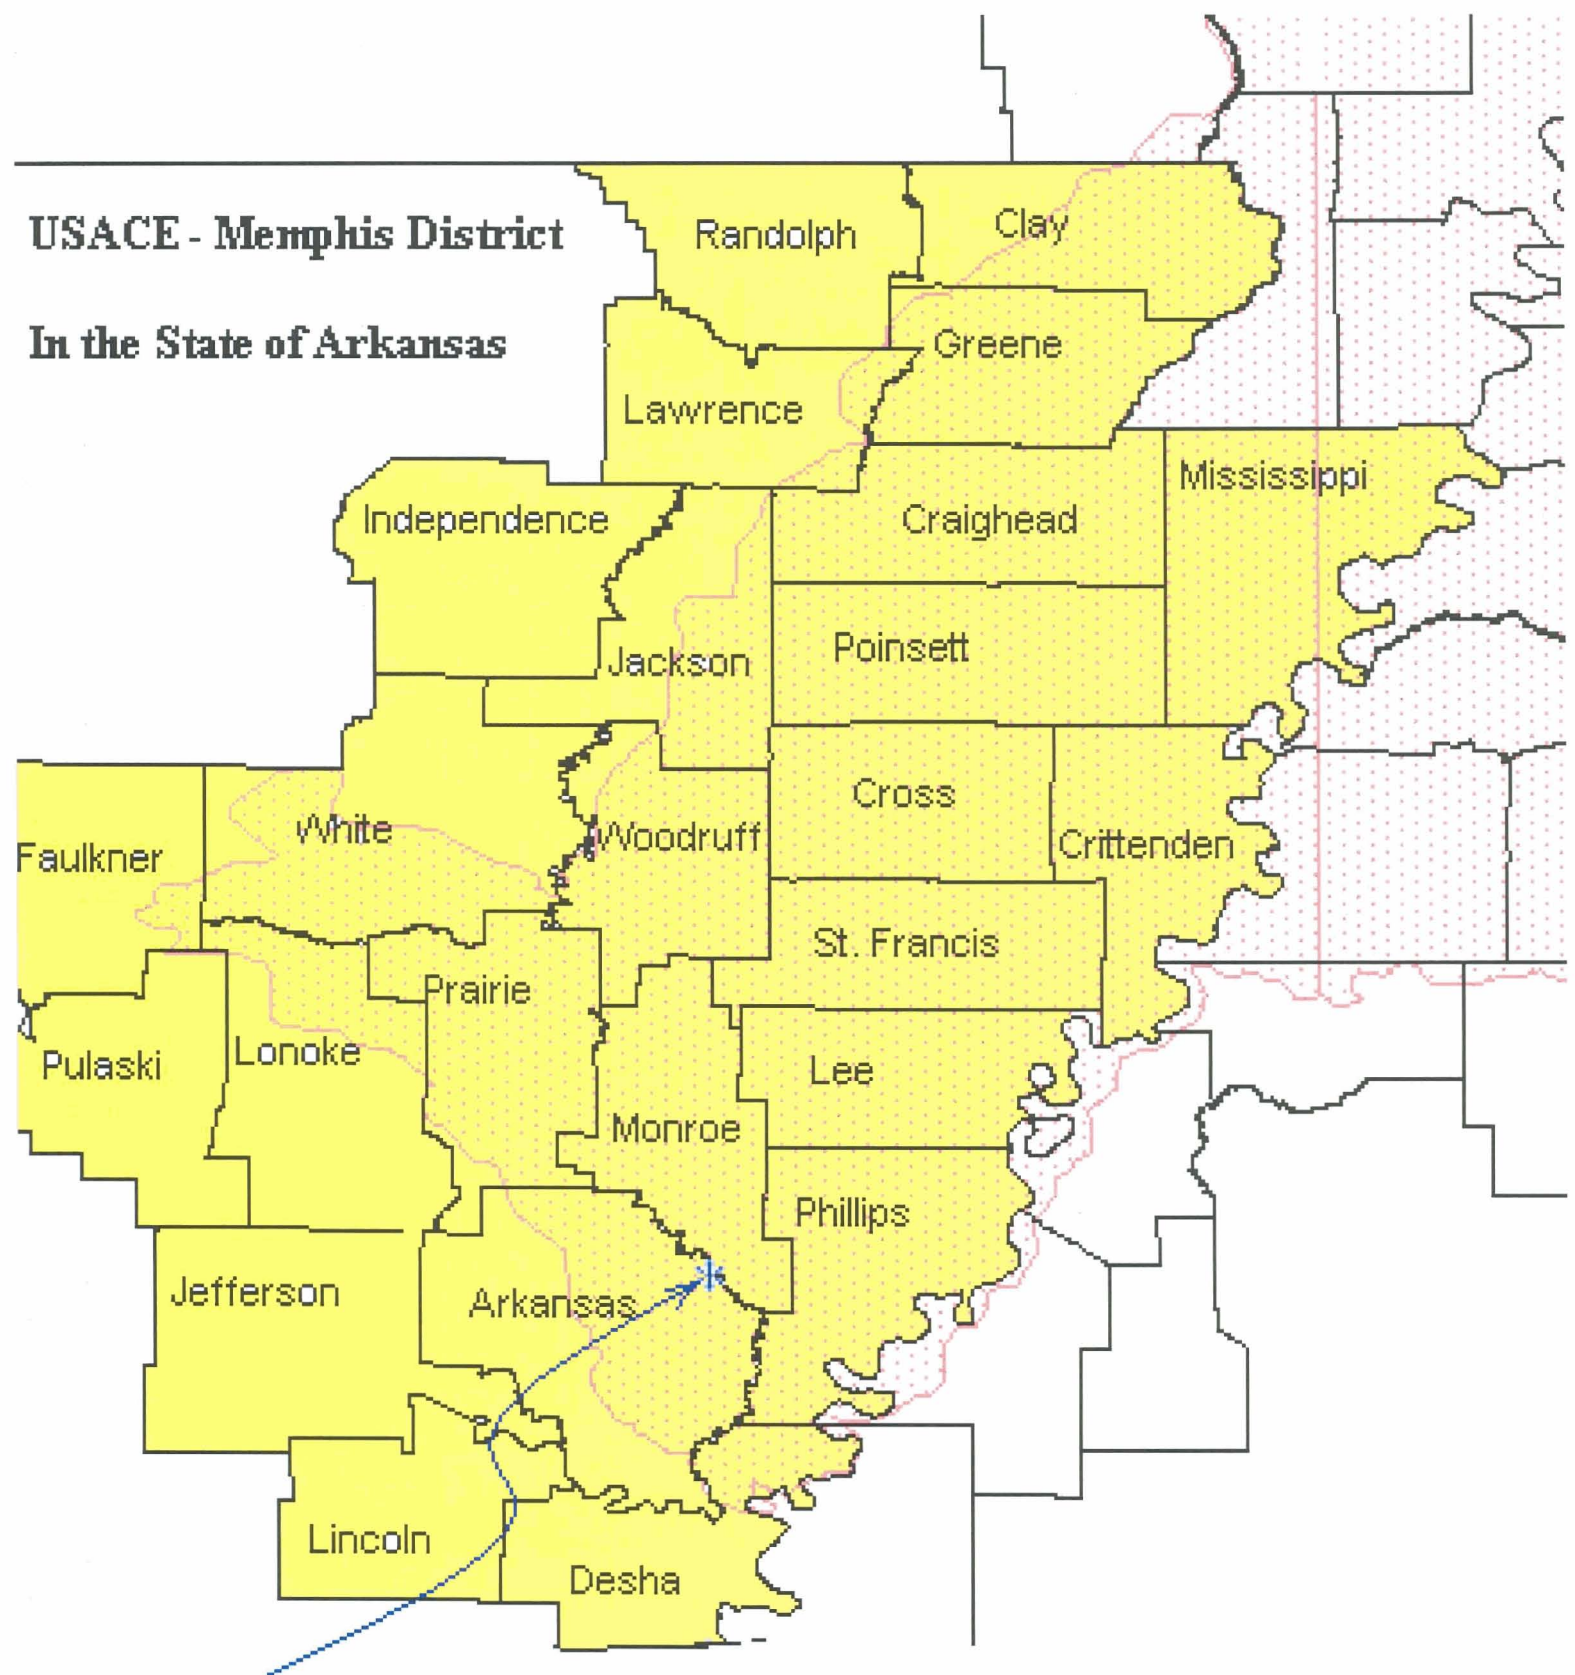 USACE - Memphis District
In the State of Arkansas
Randolph
Clay
Greene
Lawrence
Mississippi
Independence
Craighead
Jackson
Poinsett
White
Woodruff
Cross
Crittenden
Faulkner
St. Francis
Prairie
Pulaski
Lonoke
Lee
Monroe
Phillips
Jefferson
Arkansas
Lincoln
Desha